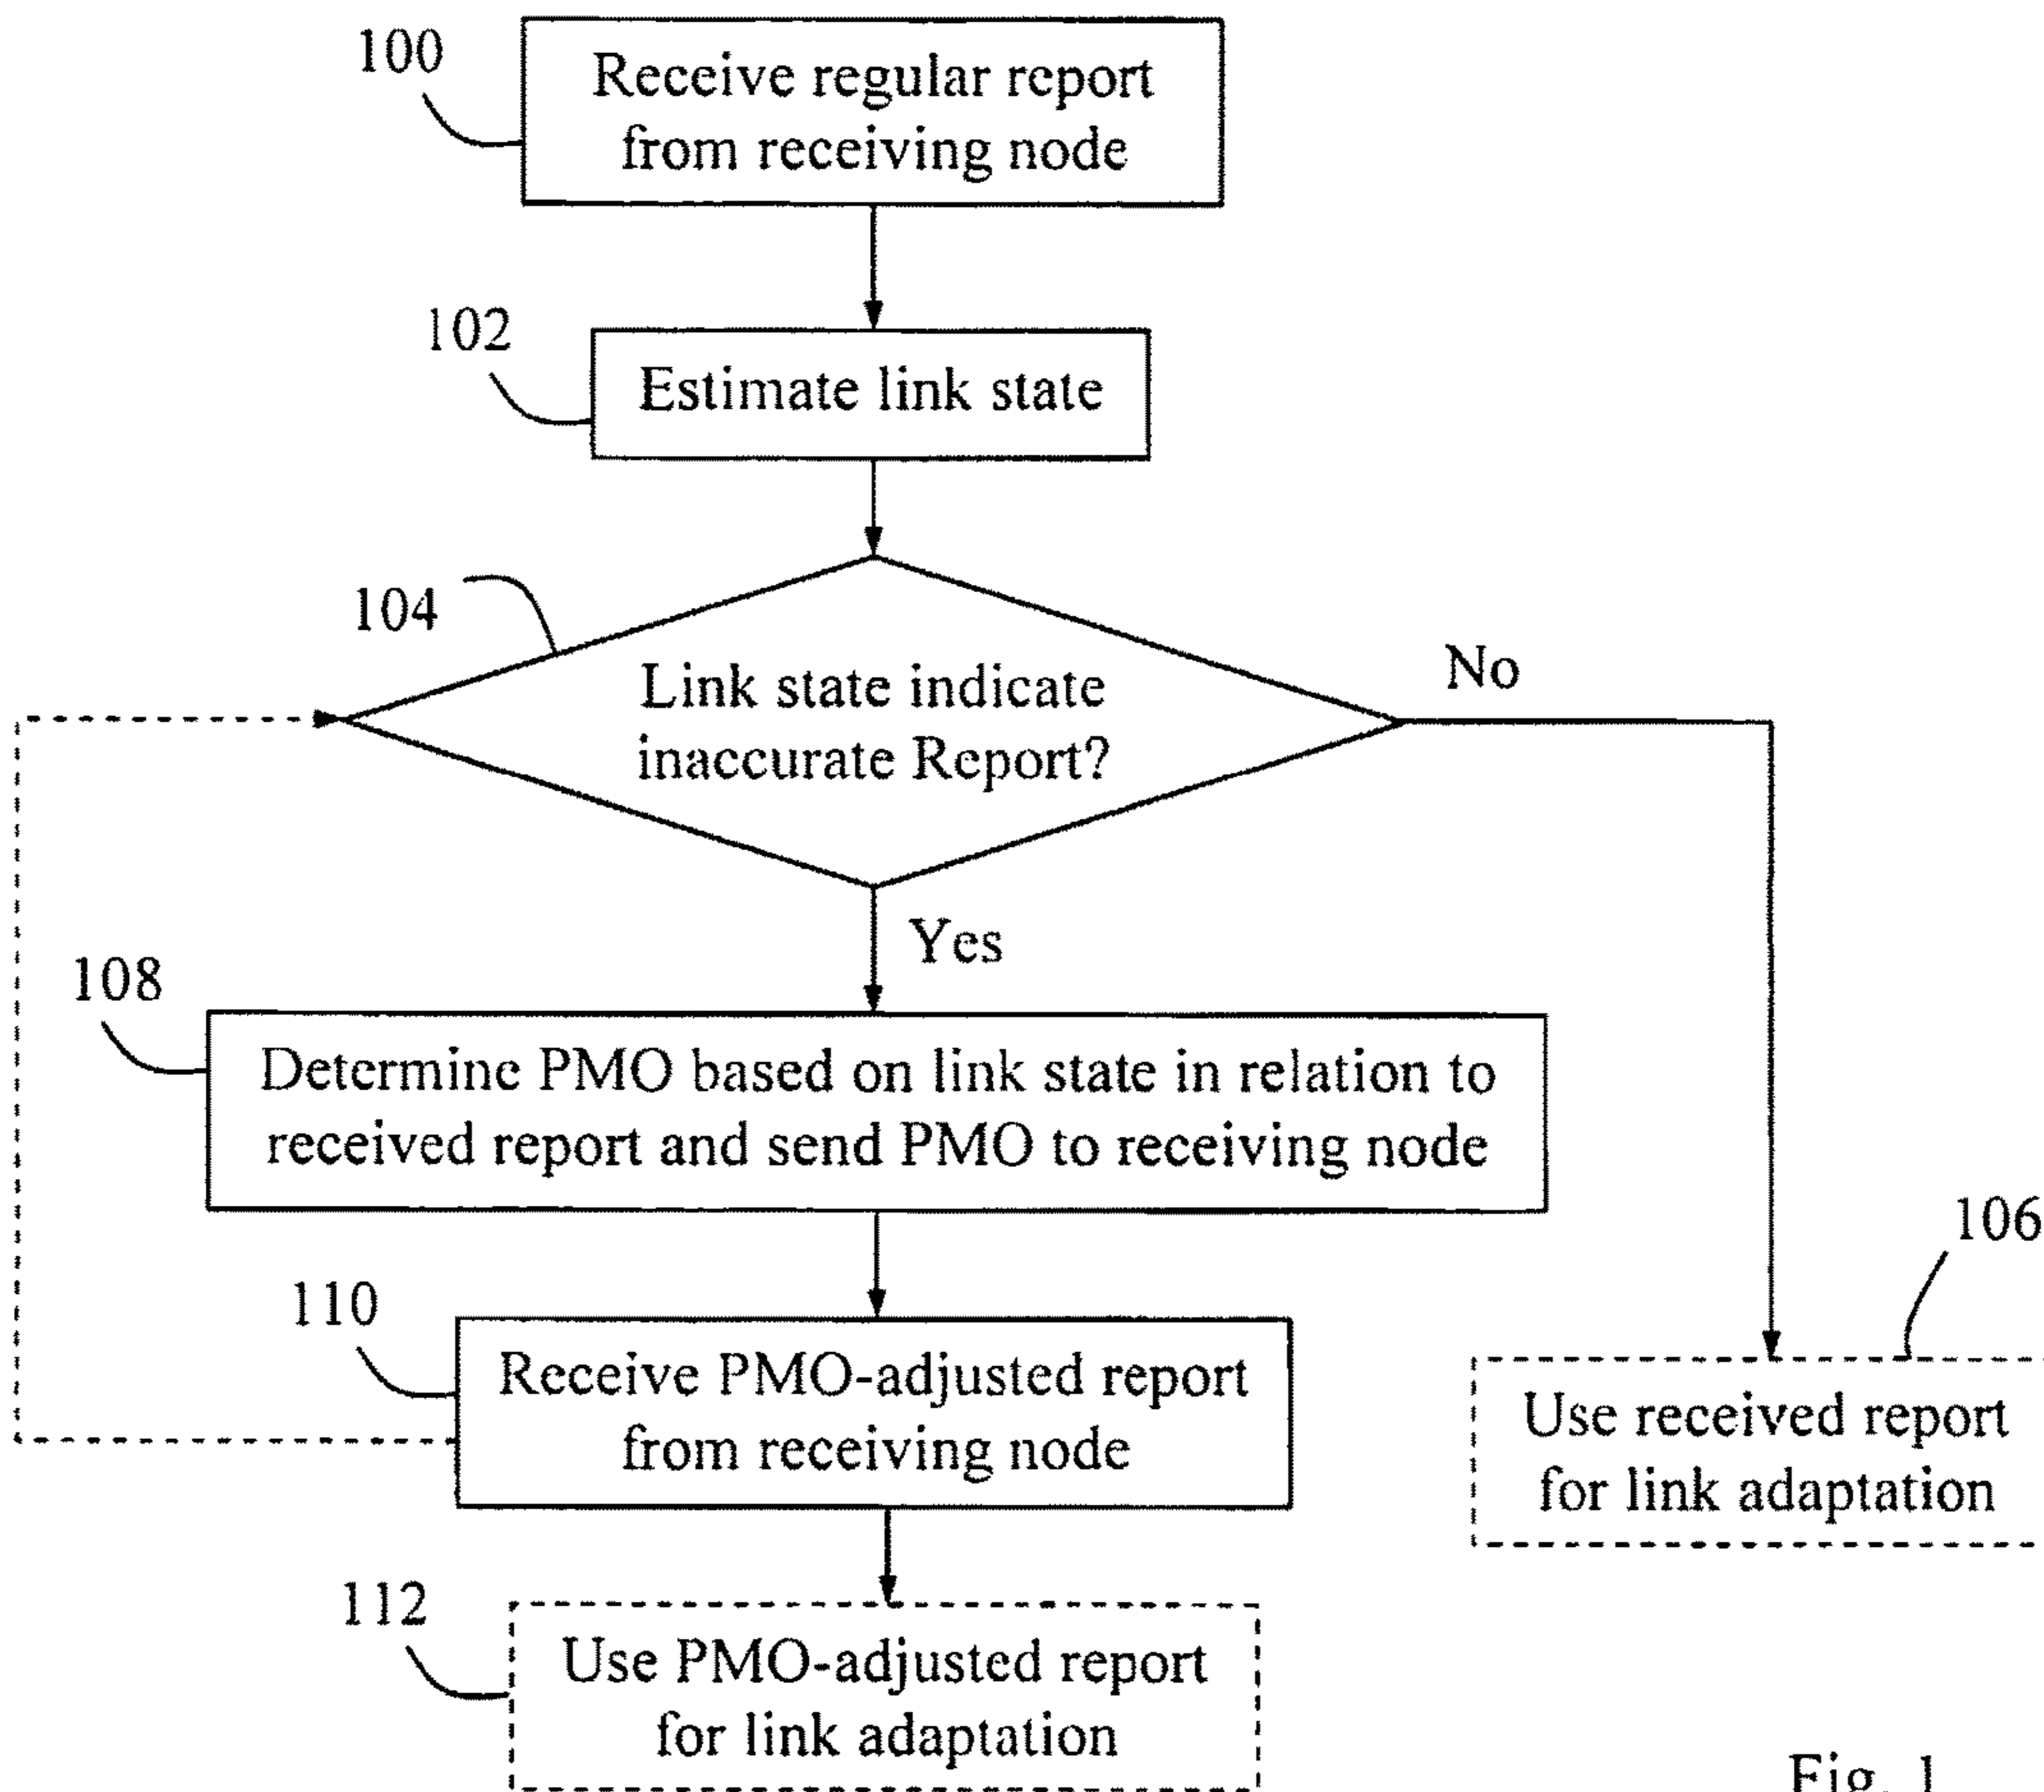 100
Receive regular report
from receiving node
102
Estimate link state
104
Link state indicate
inaccurate Report?
No
Yes
108
Determine PMO based on link state in relation to
received report and send PMO to receiving node
106
110
Receive PMO-adjusted report
from receiving node
Use received report
for link adaptation
112
Use PMO-adjusted report
for link adaptation
Fig. 1